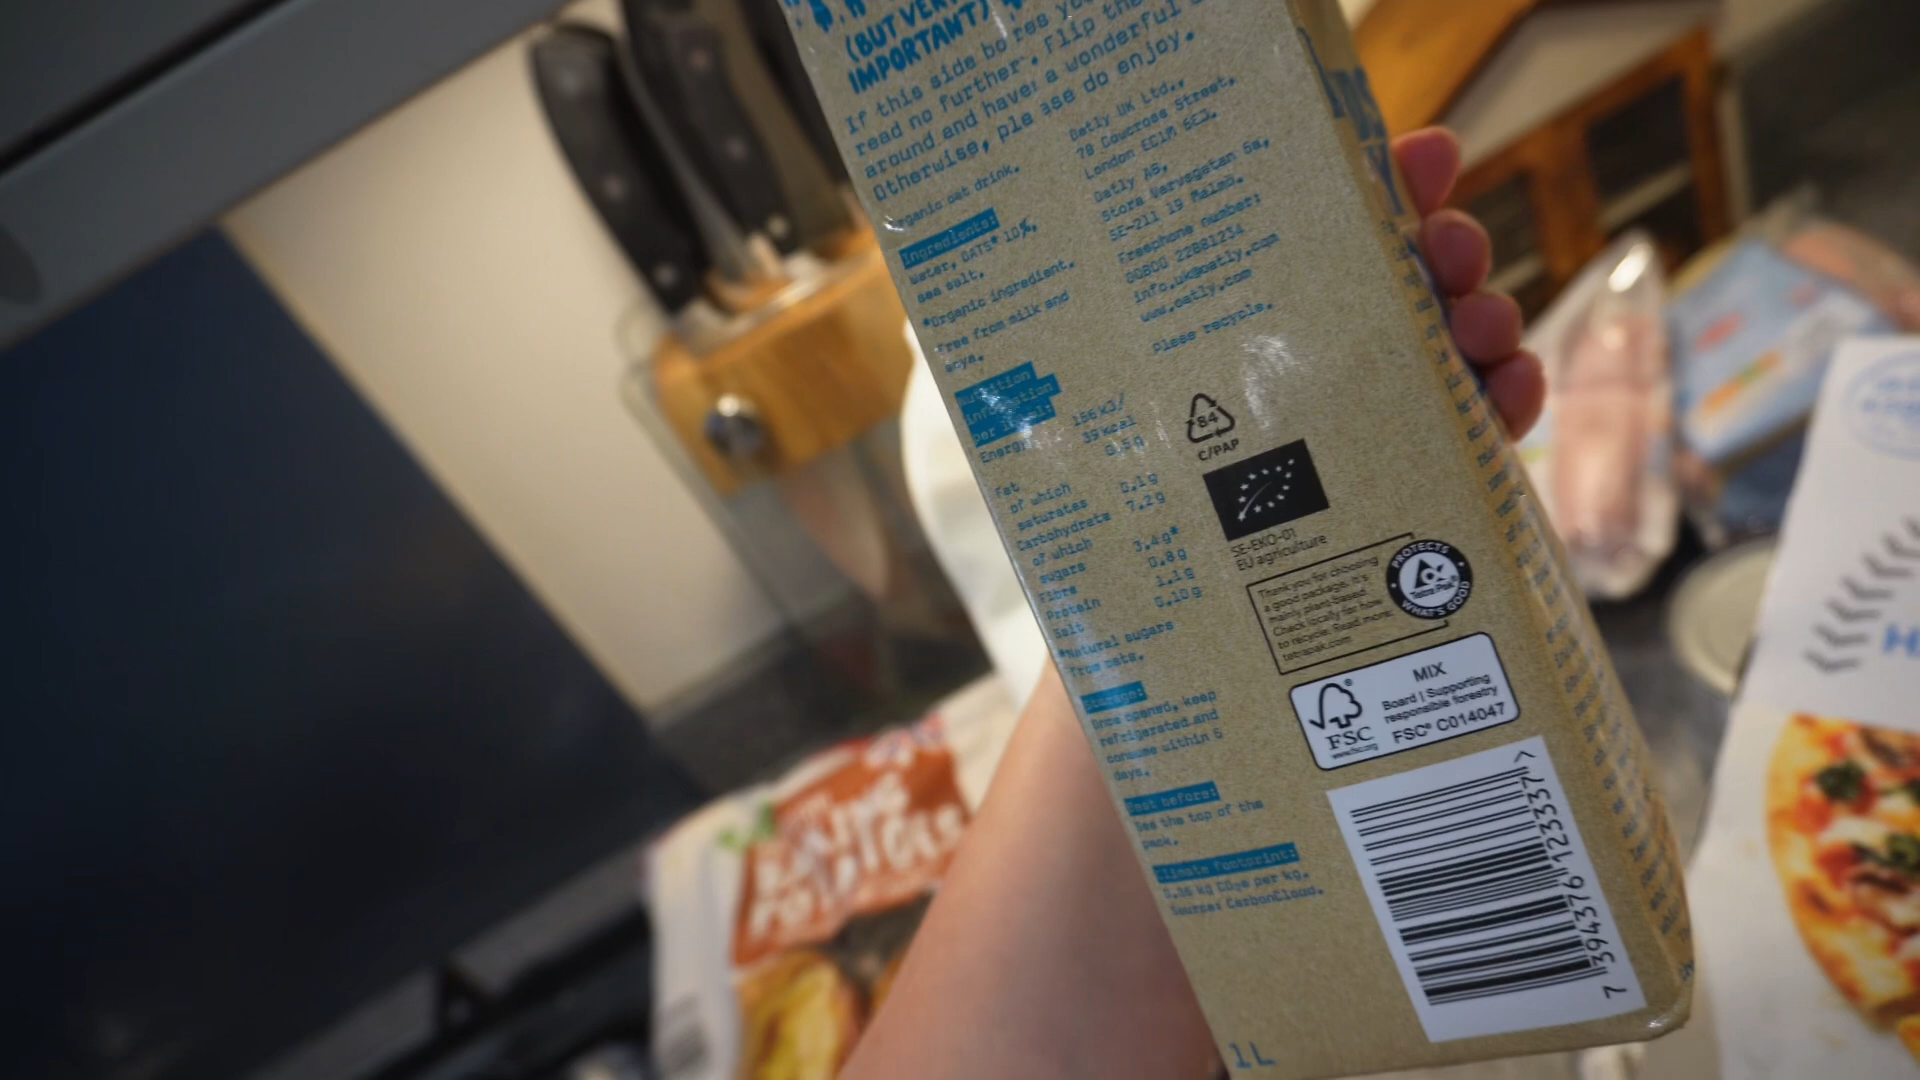 (BUT VERY
IMPORTANT)
If this side bores you
read no further. Flip the
around and have a wonderful
Otherwise, please do enjoy.
Organic oat drink.
Ingredients:
Water, OATS* 10%,
sea salt.
*Organic ingredient.
Free from milk and
soya.
Nutrition
information
per
Energy 166 kJ/
39 kcal
Fat 0.5g
of which
saturates 0.1g
Carbohydrate 7.2g
of which
sugars 3.4g*
Fibre 0.8g
Protein 1.1g
Salt 0.10g
*Natural sugars
from oats.
Storage:
Once opened, keep
refrigerated and
consume within 5
days.
Best before:
See the top of the
pack.
Climate footprint:
kg CO₂e per kg.
Source: CarbonCloud.
1L
Oatly UK Ltd.,
78 Cowcross Street,
London EC1M 6EJ.
Oatly AB,
Stora Varvsgatan 6a,
SE-211 19 Malmö.
Freephone number:
00800 22881234
info.uk@oatly.com
www.oatly.com
Please recycle.
84
C/PAP
SE-EKO-01
EU agriculture
Thank you for choosing
a good package. It's
mainly plant-based.
Check locally for how
to recycle. Read more:
tetrapak.com
PROTECTS
Tetra Pak®
WHAT'S GOOD
FSC®
www.fsc.org
MIX
Board | Supporting
responsible forestry
FSC® C014047
7 394376 123337 >
BAKING
POTATOES